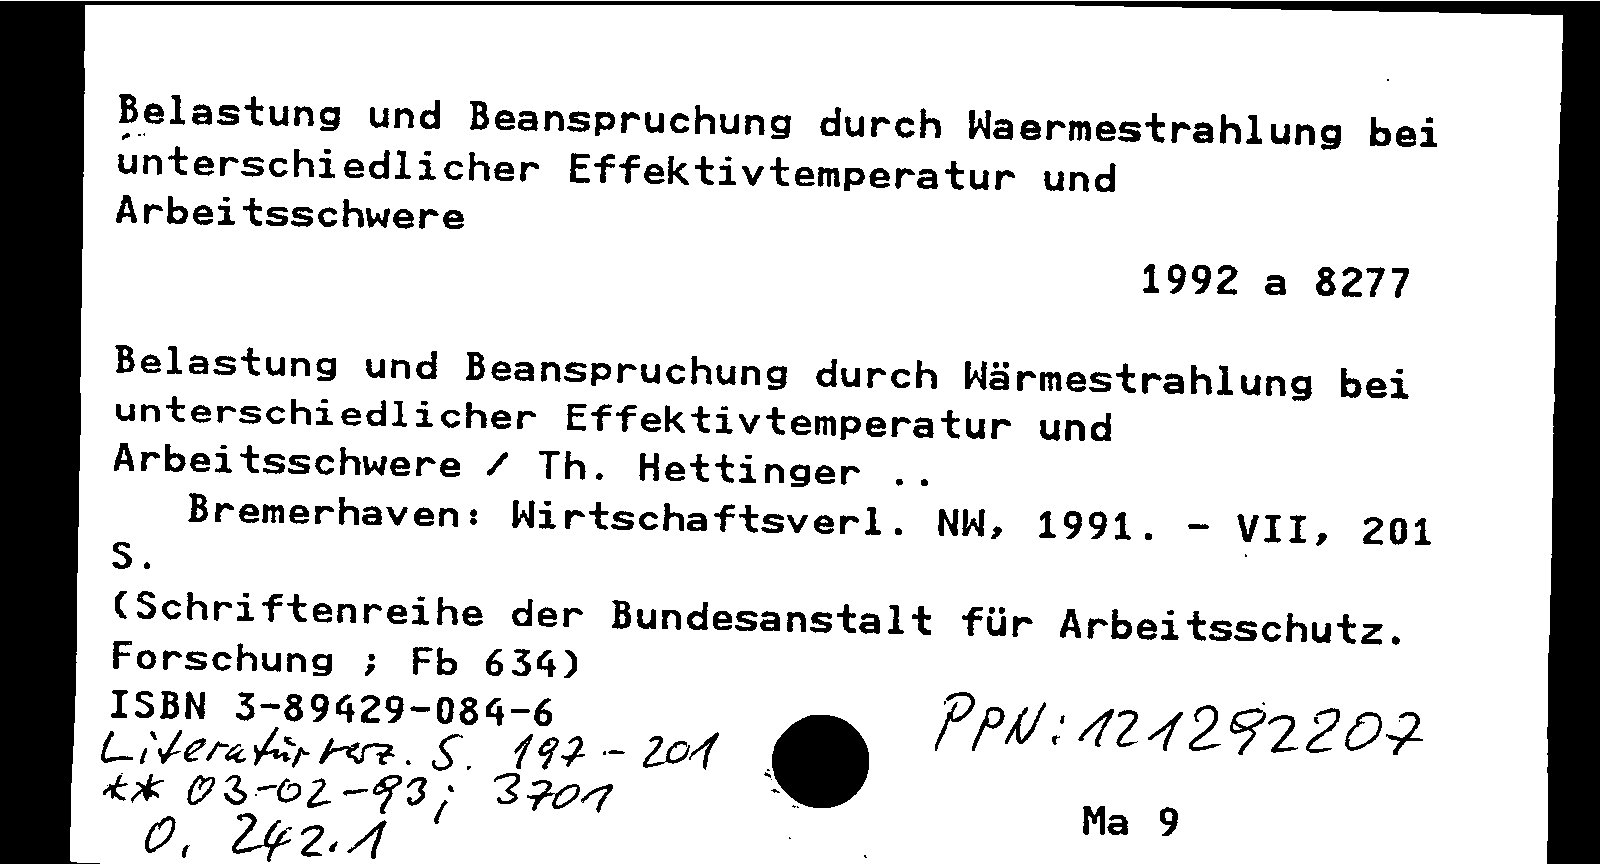 Belastung und Beanspruchung durch Waermestrahlung bei
unterschiedlicher Effektivtemperatur und
Arbeitsschwere
1992 a 8277
Belastung und Beanspruchung durch Wärmestrahlung bei
unterschiedlicher Effektivtemperatur und
Arbeitsschwere / Th. Hettinger ..
Bremerhaven: Wirtschaftsverl. NW, 1991. - VII, 201
S.
(Schriftenreihe der Bundesanstalt für Arbeitsschutz.
Forschung ; Fb 634)
ISBN 3-89429-084-6
PPN: 121292207
Literaturverz. S. 197 - 201
** 03-02-93; 3701
Ma 9
0. 242.1